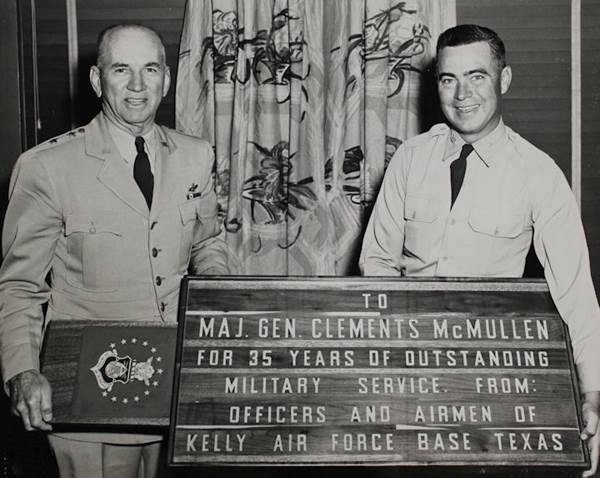 TO
MAJ. GEN. CLEMENTS McMULLEN
FOR 35 YEARS OF OUTSTANDING
MILITARY SERVICE. FROM:
OFFICERS AND AIRMEN OF
KELLY AIR FORCE BASE TEXAS